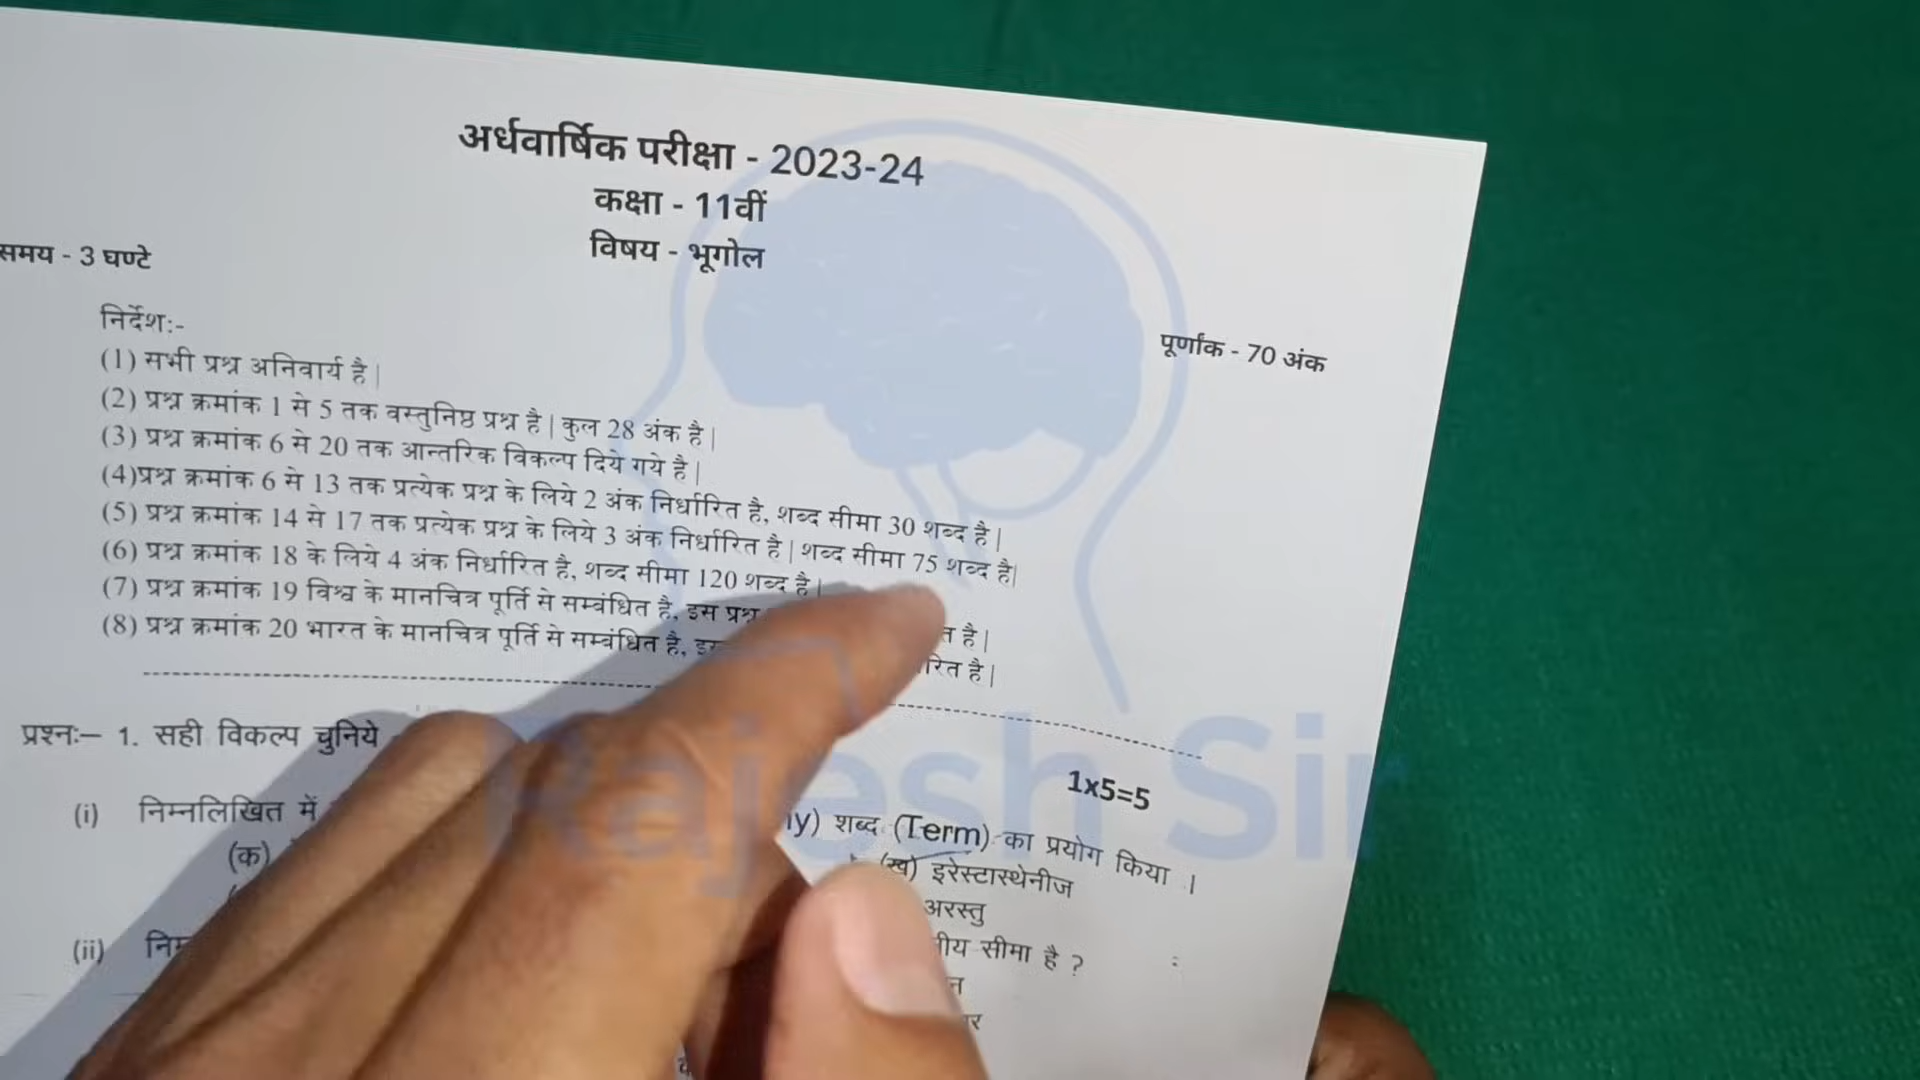 अर्धवार्षिक परीक्षा - 2023-24
कक्षा - 11वीं
विषय - भूगोल
समय - 3 घण्टे
पूर्णांक - 70 अंक
निर्देश:-
(1) सभी प्रश्न अनिवार्य है|
(2) प्रश्न क्रमांक 1 से 5 तक वस्तुनिष्ठ प्रश्न है| कुल 28 अंक है|
(3) प्रश्न क्रमांक 6 से 20 तक आन्तरिक विकल्प दिये गये है|
(4)प्रश्न क्रमांक 6 से 13 तक प्रत्येक प्रश्न के लिये 2 अंक निर्धारित है, शब्द सीमा 30 शब्द है|
(5) प्रश्न क्रमांक 14 से 17 तक प्रत्येक प्रश्न के लिये 3 अंक निर्धारित है| शब्द सीमा 75 शब्द है|
(6) प्रश्न क्रमांक 18 के लिये 4 अंक निर्धारित है, शब्द सीमा 120 शब्द है|
(7) प्रश्न क्रमांक 19 विश्व के मानचित्र पूर्ति से सम्बंधित है, इस प्रश्न है|
(8) प्रश्न क्रमांक 20 भारत के मानचित्र पूर्ति से सम्बंधित है, है|
Rajesh Sir
प्रश्नः– 1. सही विकल्प चुनिये
1x5=5
(i) निम्नलिखित में शब्द (Term) का प्रयोग किया ।
(क) (ख) इरेस्टास्थेनीज
अरस्तु
(ii) सीमा है ?